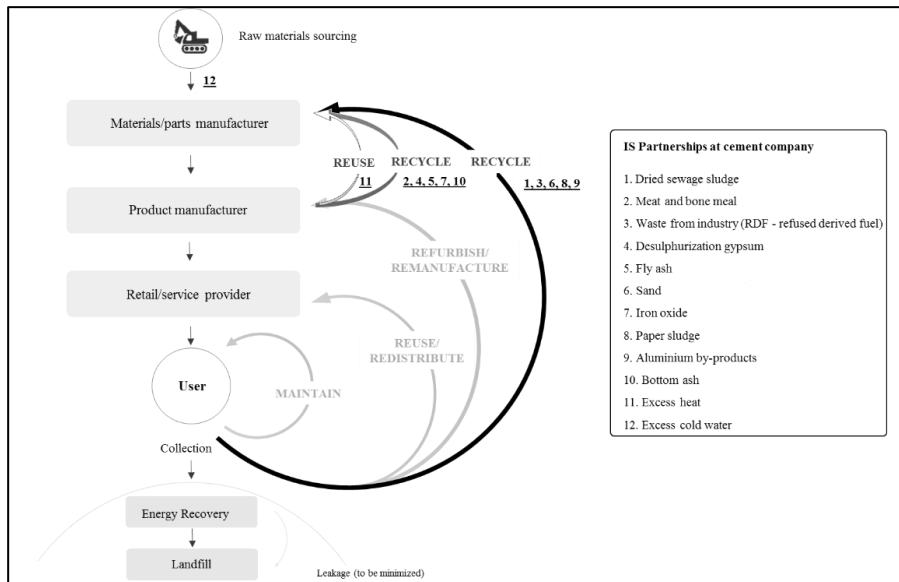 Raw materials sourcing
12
Materials/parts manufacturer
REUSE
RECYCLE
RECYCLE
11
2, 4, 5, 7, 10
1, 3, 6, 8, 9
Product manufacturer
REFURBISH/
REMANUFACTURE
Retail/service provider
REUSE/
REDISTRIBUTE
User
MAINTAIN
Collection
Energy Recovery
Landfill
Leakage (to be minimized)
IS Partnerships at cement company
1. Dried sewage sludge
2. Meat and bone meal
3. Waste from industry (RDF - refused derived fuel)
4. Desulphurization gypsum
5. Fly ash
6. Sand
7. Iron oxide
8. Paper sludge
9. Aluminium by-products
10. Bottom ash
11. Excess heat
12. Excess cold water